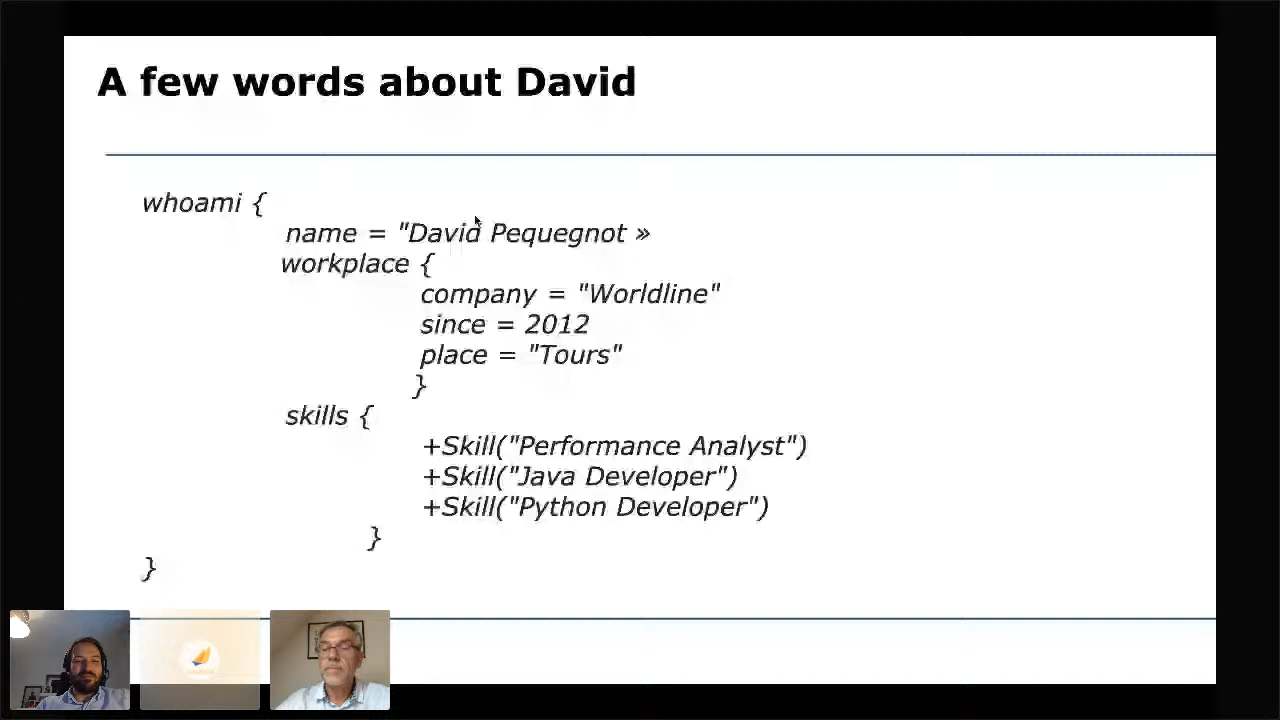 A few words about David
whoami {
name = "David Pequegnot »
workplace {
company = "Worldline"
since = 2012
place = "Tours"
}
skills {
+Skill("Performance Analyst")
+Skill("Java Developer")
+Skill("Python Developer")
}
}